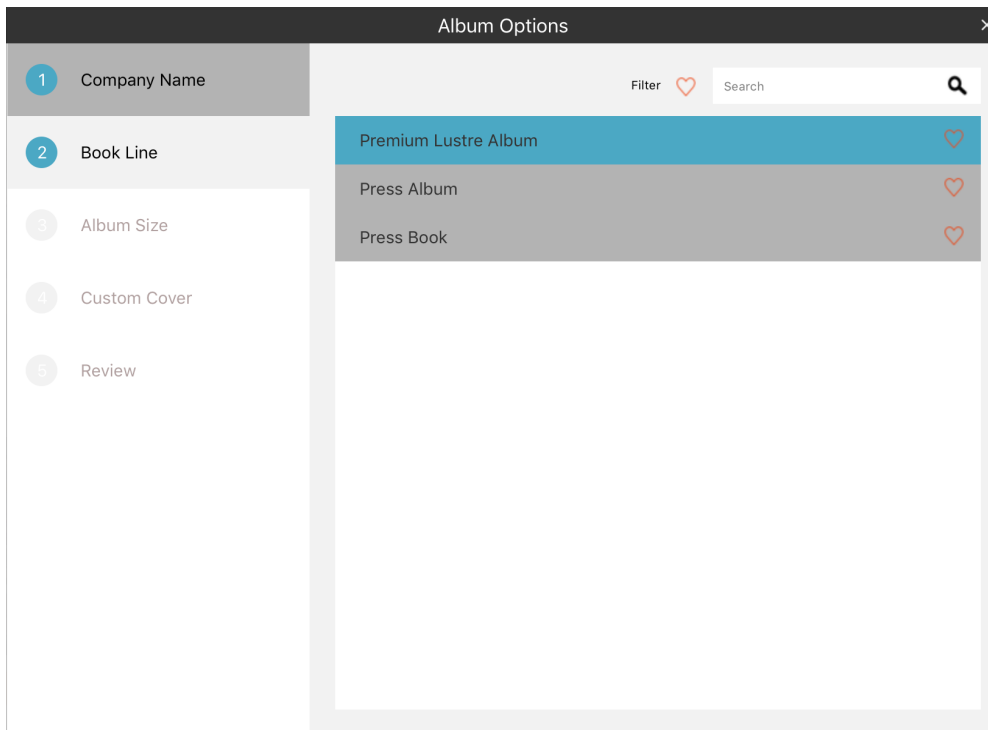 Album Options
1 Company Name
2 Book Line
3 Album Size
4 Custom Cover
5 Review
Filter
Search
Premium Lustre Album
Press Album
Press Book